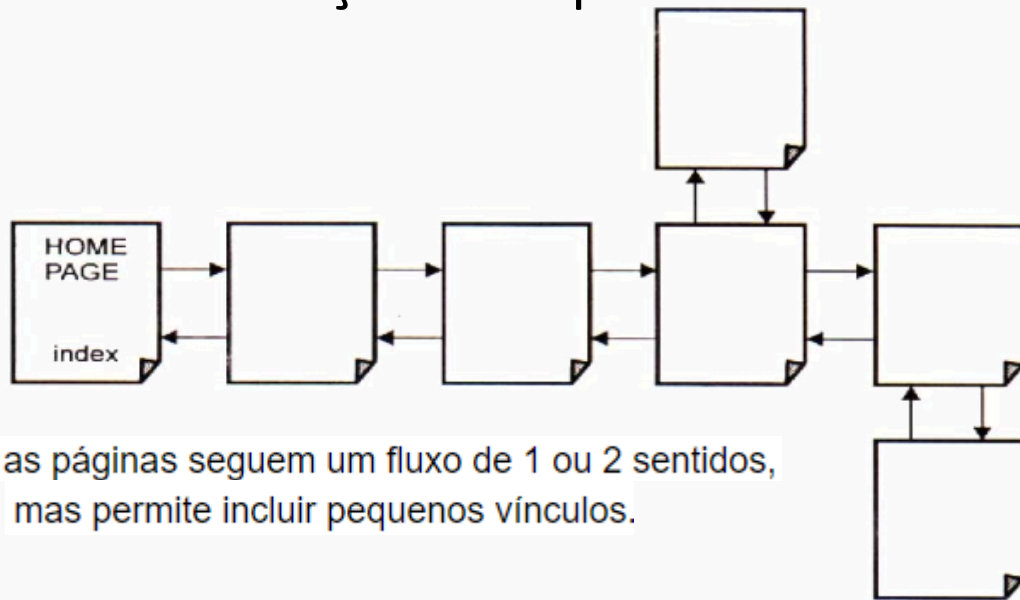 HOME
PAGE
index
as páginas seguem um fluxo de 1 ou 2 sentidos,
mas permite incluir pequenos vínculos.